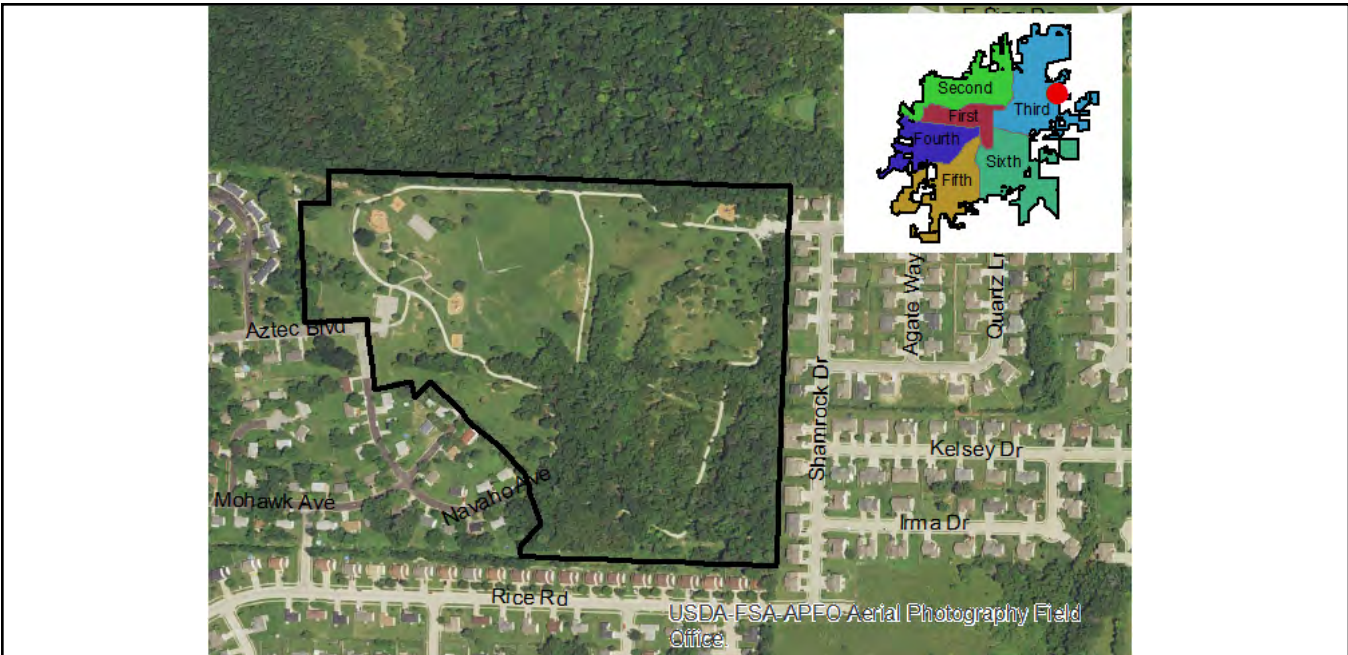 Second
Third
First
Fourth
Sixth
Fifth
Agate Way
Quartz Ln
Aztec Blvd
Shamrock Dr
Kelsey Dr
Mohawk Ave
Navaho Ave
Irma Dr
Rice Rd
USDA-FSA-APFO Aerial Photography Field
Office.